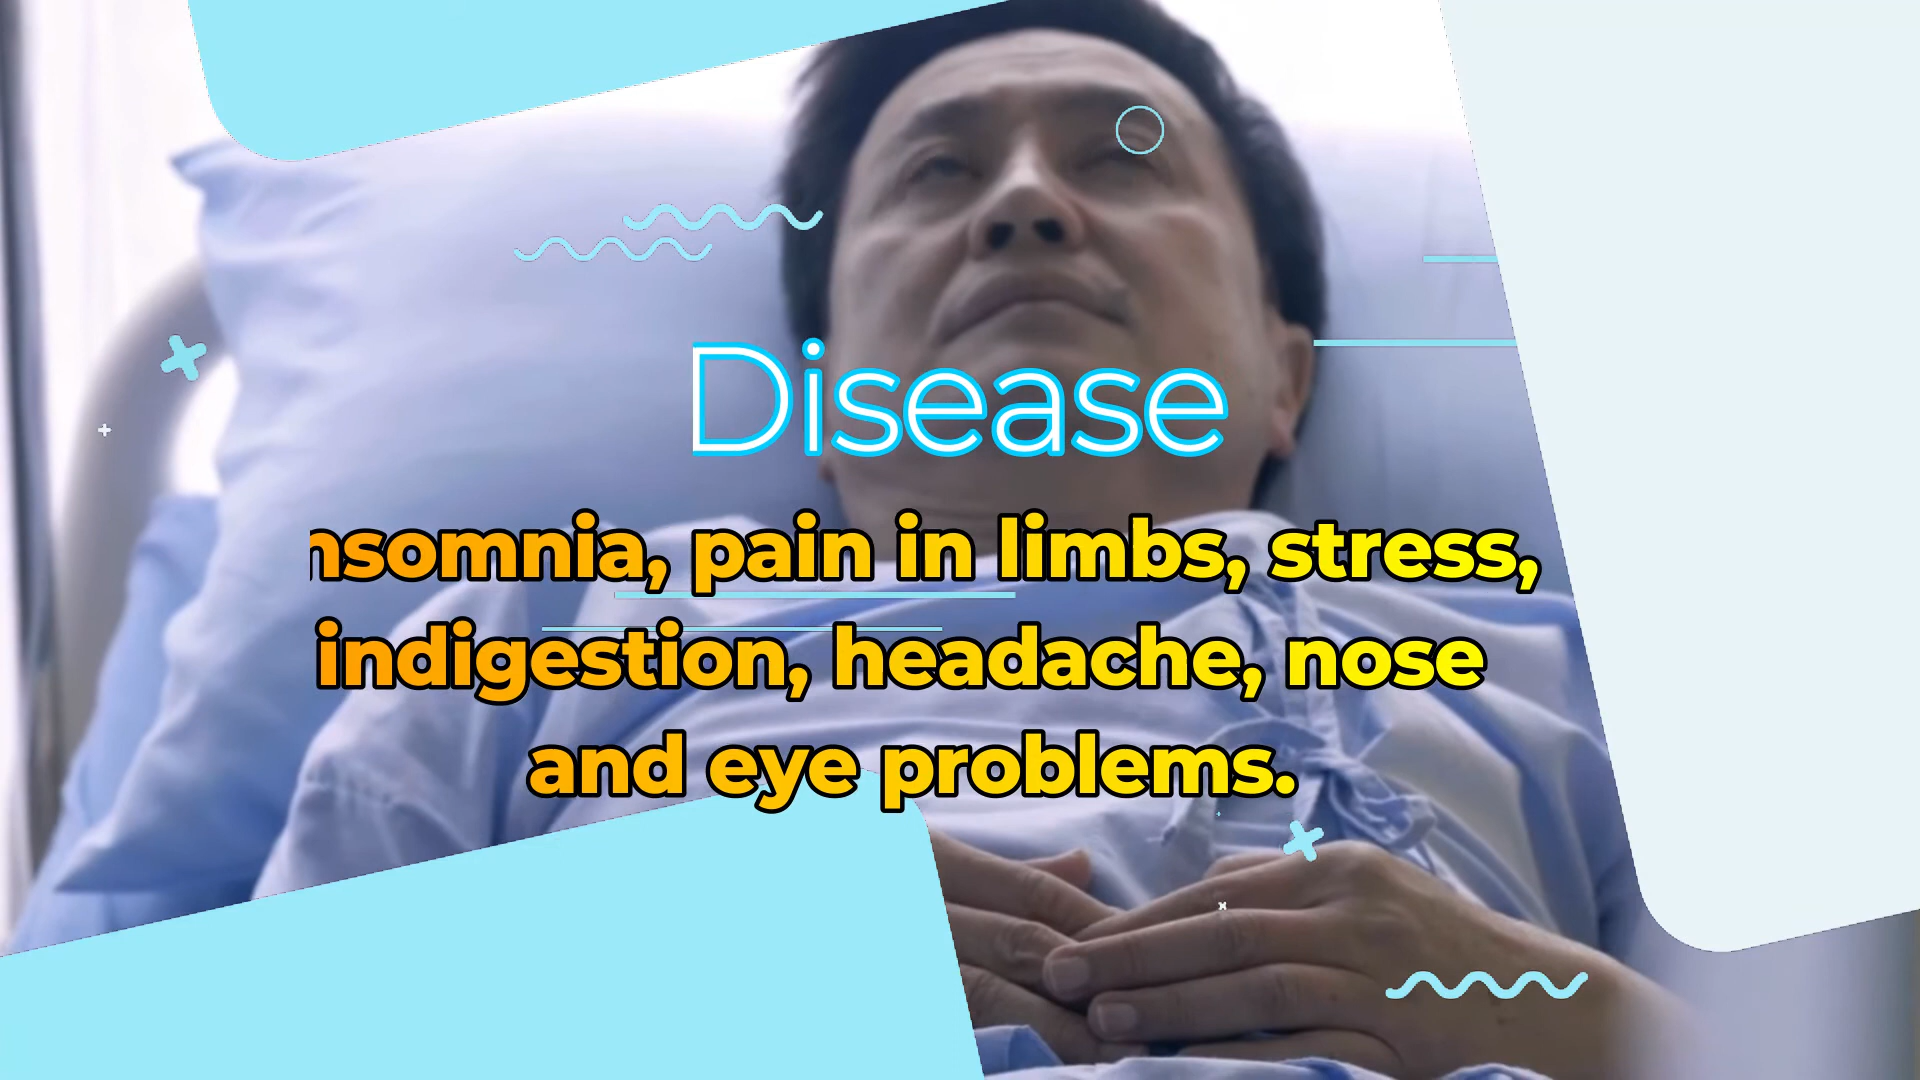 Disease
nsomnia, pain in limbs, stress,
indigestion, headache, nose
and eye problems.